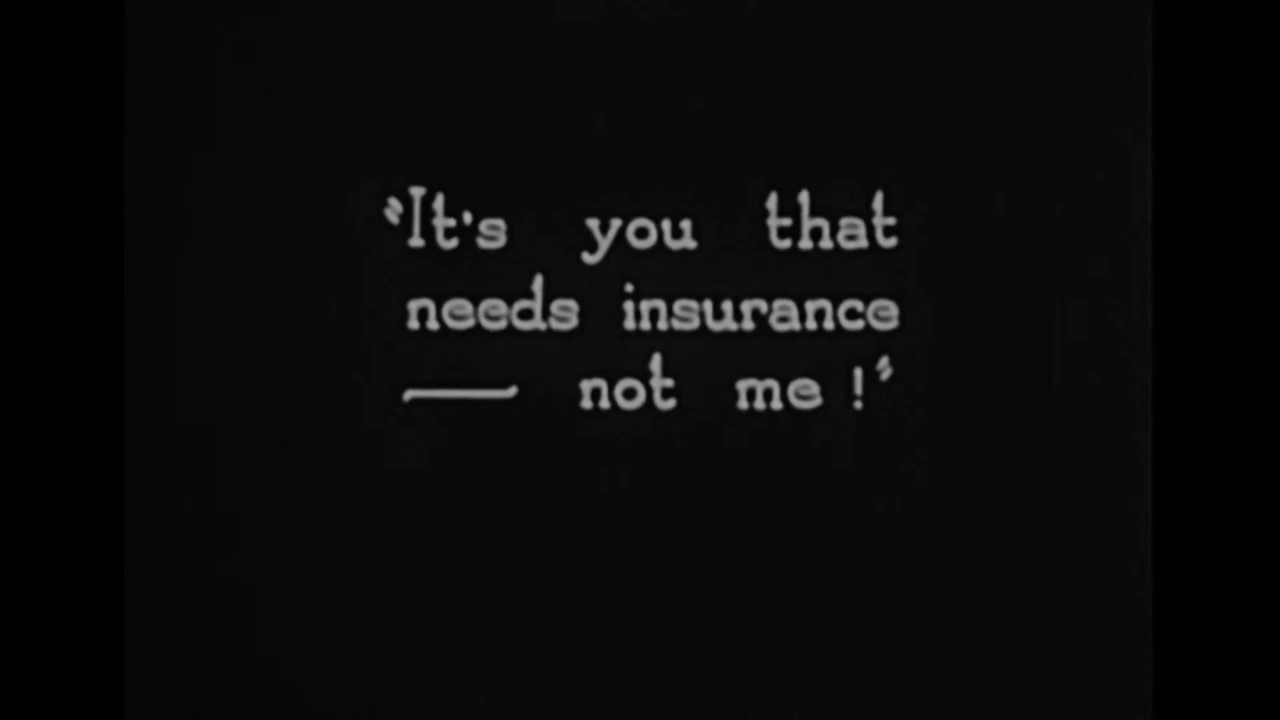 "It's you that
needs insurance
— not me!"